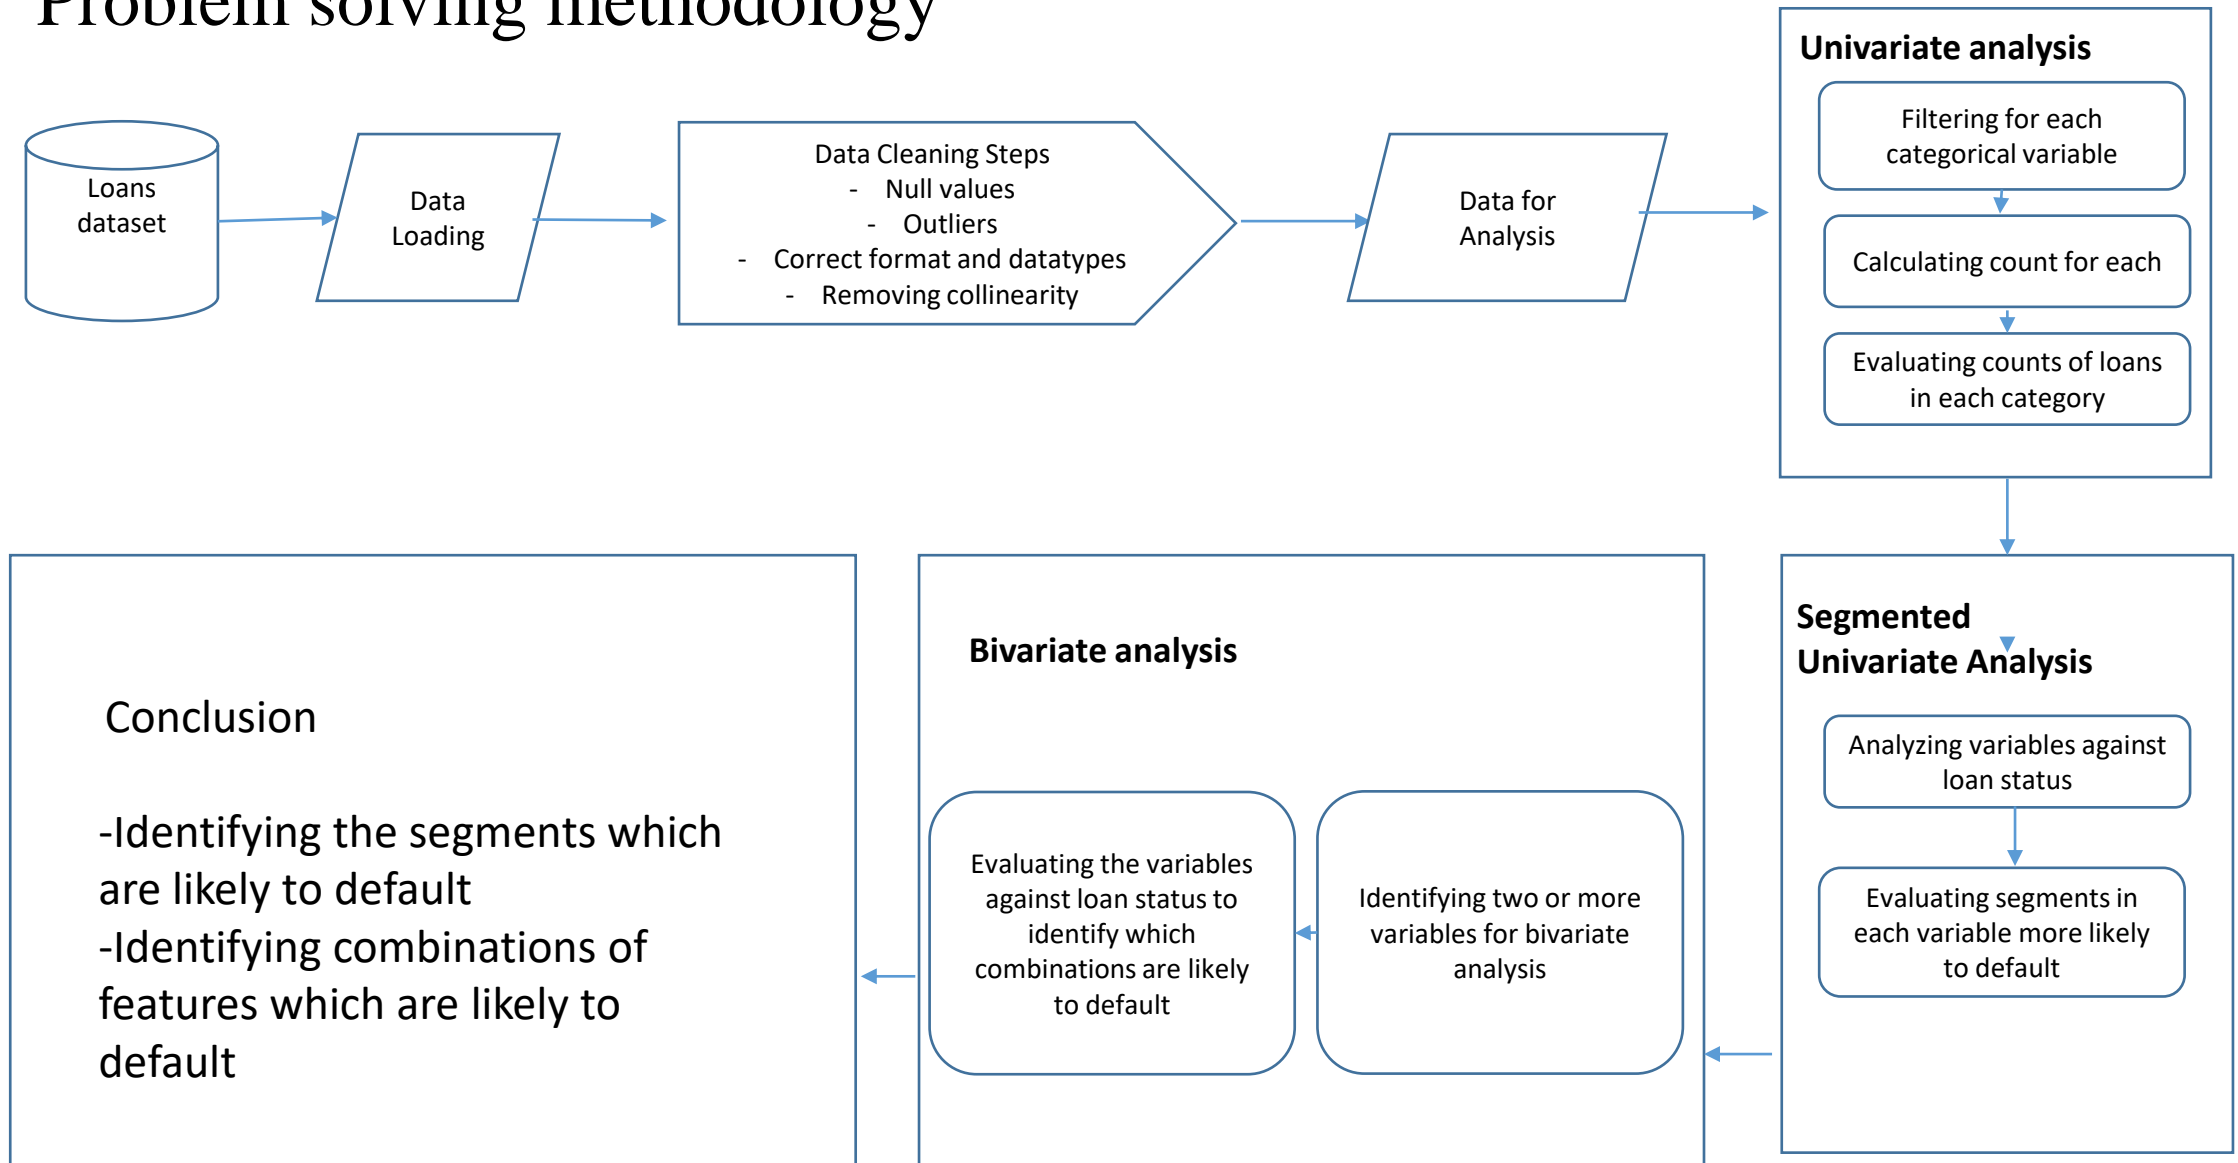 Problem solving methodology
Loans
dataset
Data
Loading
Data Cleaning Steps
- Null values
- Outliers
- Correct format and datatypes
- Removing collinearity
Data for
Analysis
Univariate analysis
Filtering for each
categorical variable
Calculating count for each
Evaluating counts of loans
in each category
Segmented
Univariate Analysis
Analyzing variables against
loan status
Evaluating segments in
each variable more likely
to default
Bivariate analysis
Identifying two or more
variables for bivariate
analysis
Evaluating the variables
against loan status to
identify which
combinations are likely
to default
Conclusion
-Identifying the segments which
are likely to default
-Identifying combinations of
features which are likely to
default